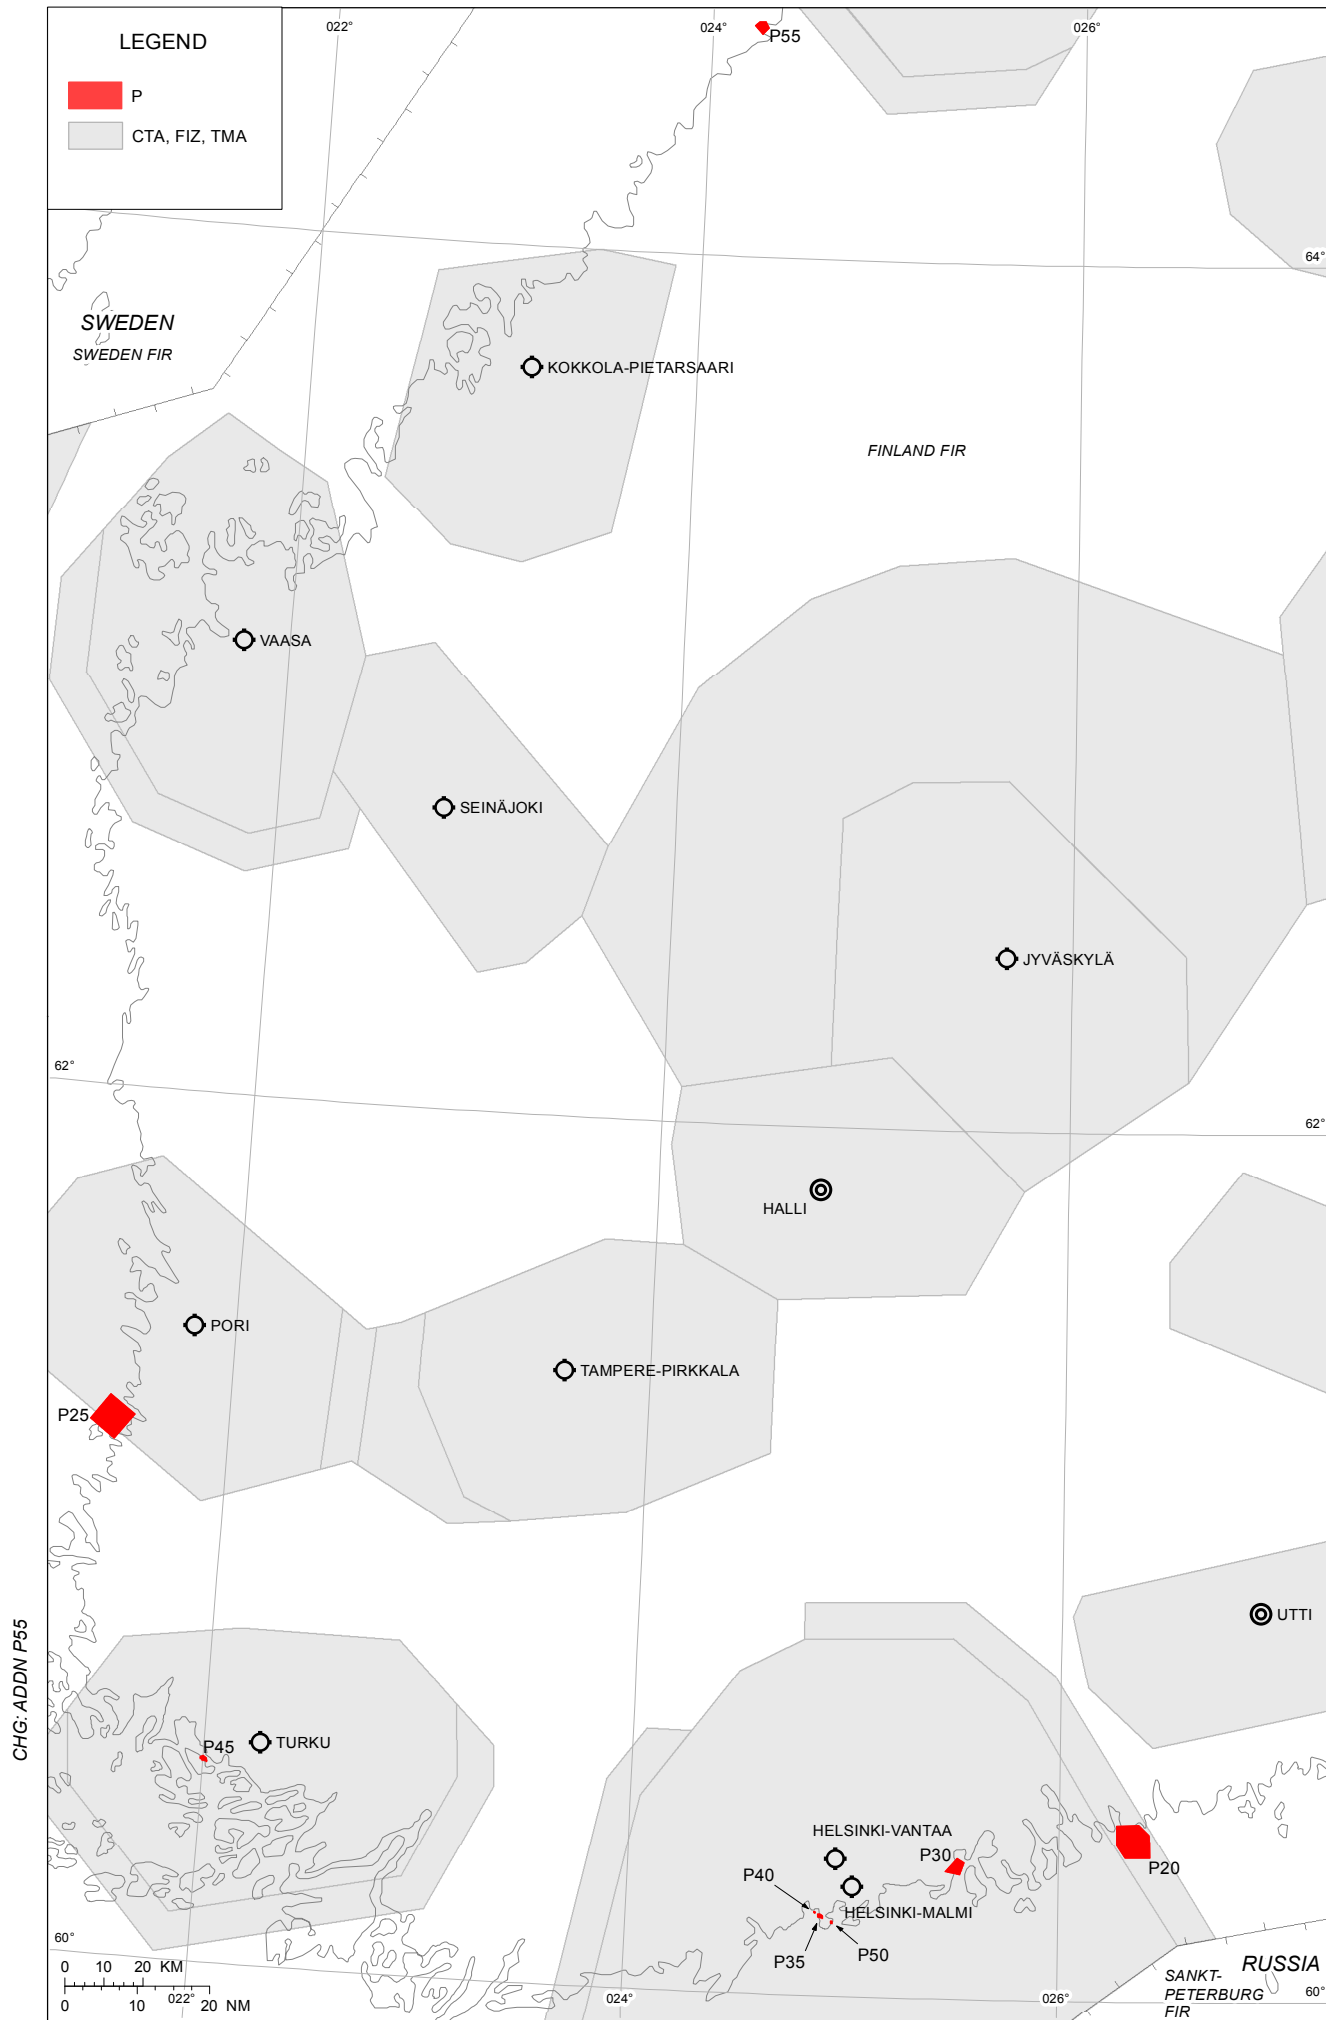 LEGEND
P
CTA, FIZ, TMA
022°
024°
026°
P55
64°
SWEDEN
SWEDEN FIR
KOKKOLA-PIETARSAARI
FINLAND FIR
VAASA
SEINÄJOKI
JYVÄSKYLÄ
62°
62°
HALLI
PORI
TAMPERE-PIRKKALA
P25
UTTI
CHG: ADDN P55
P45
TURKU
HELSINKI-VANTAA
P30
P20
P40
HELSINKI-MALMI
P35
P50
60°
0 10 20 KM
0 10 20 NM
022°
024°
026°
RUSSIA
SANKT-
PETERBURG
FIR
60°